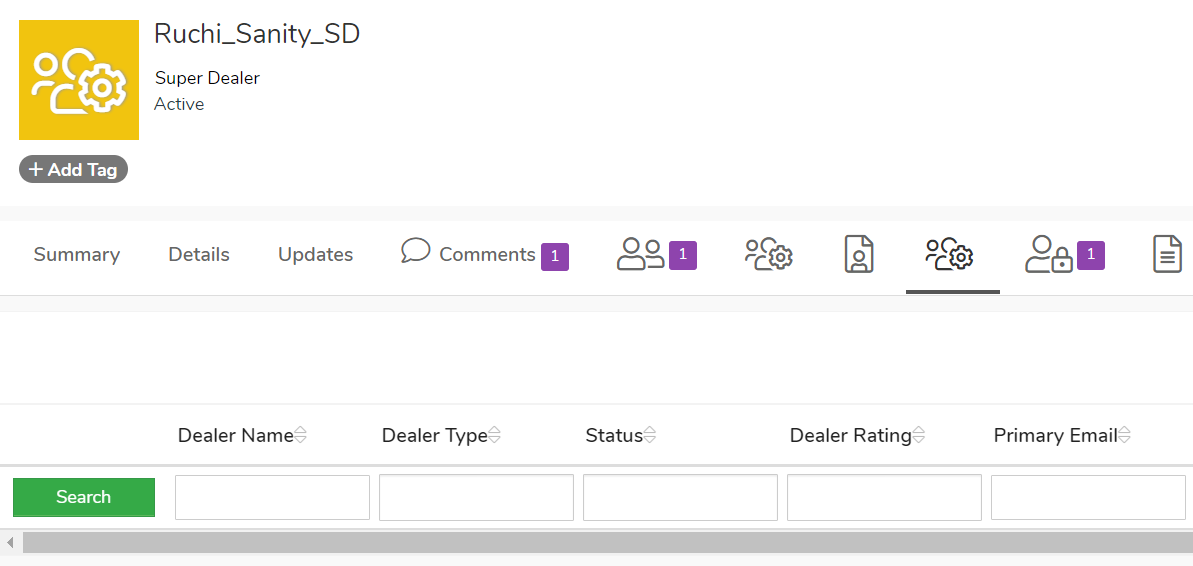 Ruchi_Sanity_SD
Super Dealer
Active
+ Add Tag
Summary Details Updates Comments 1 1 1
Dealer Name Dealer Type Status Dealer Rating Primary Email
Search